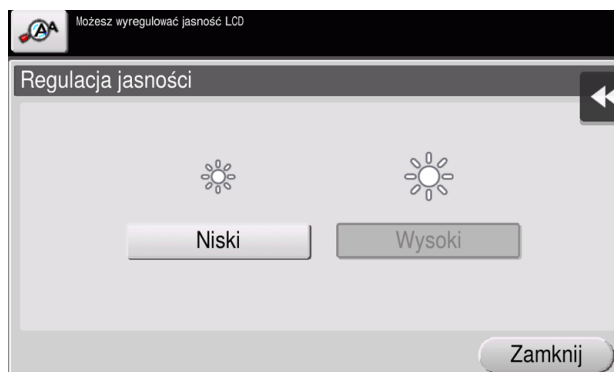 Możesz wyregulować jasność LCD
Regulacja jasności
Niski
Wysoki
Zamknij